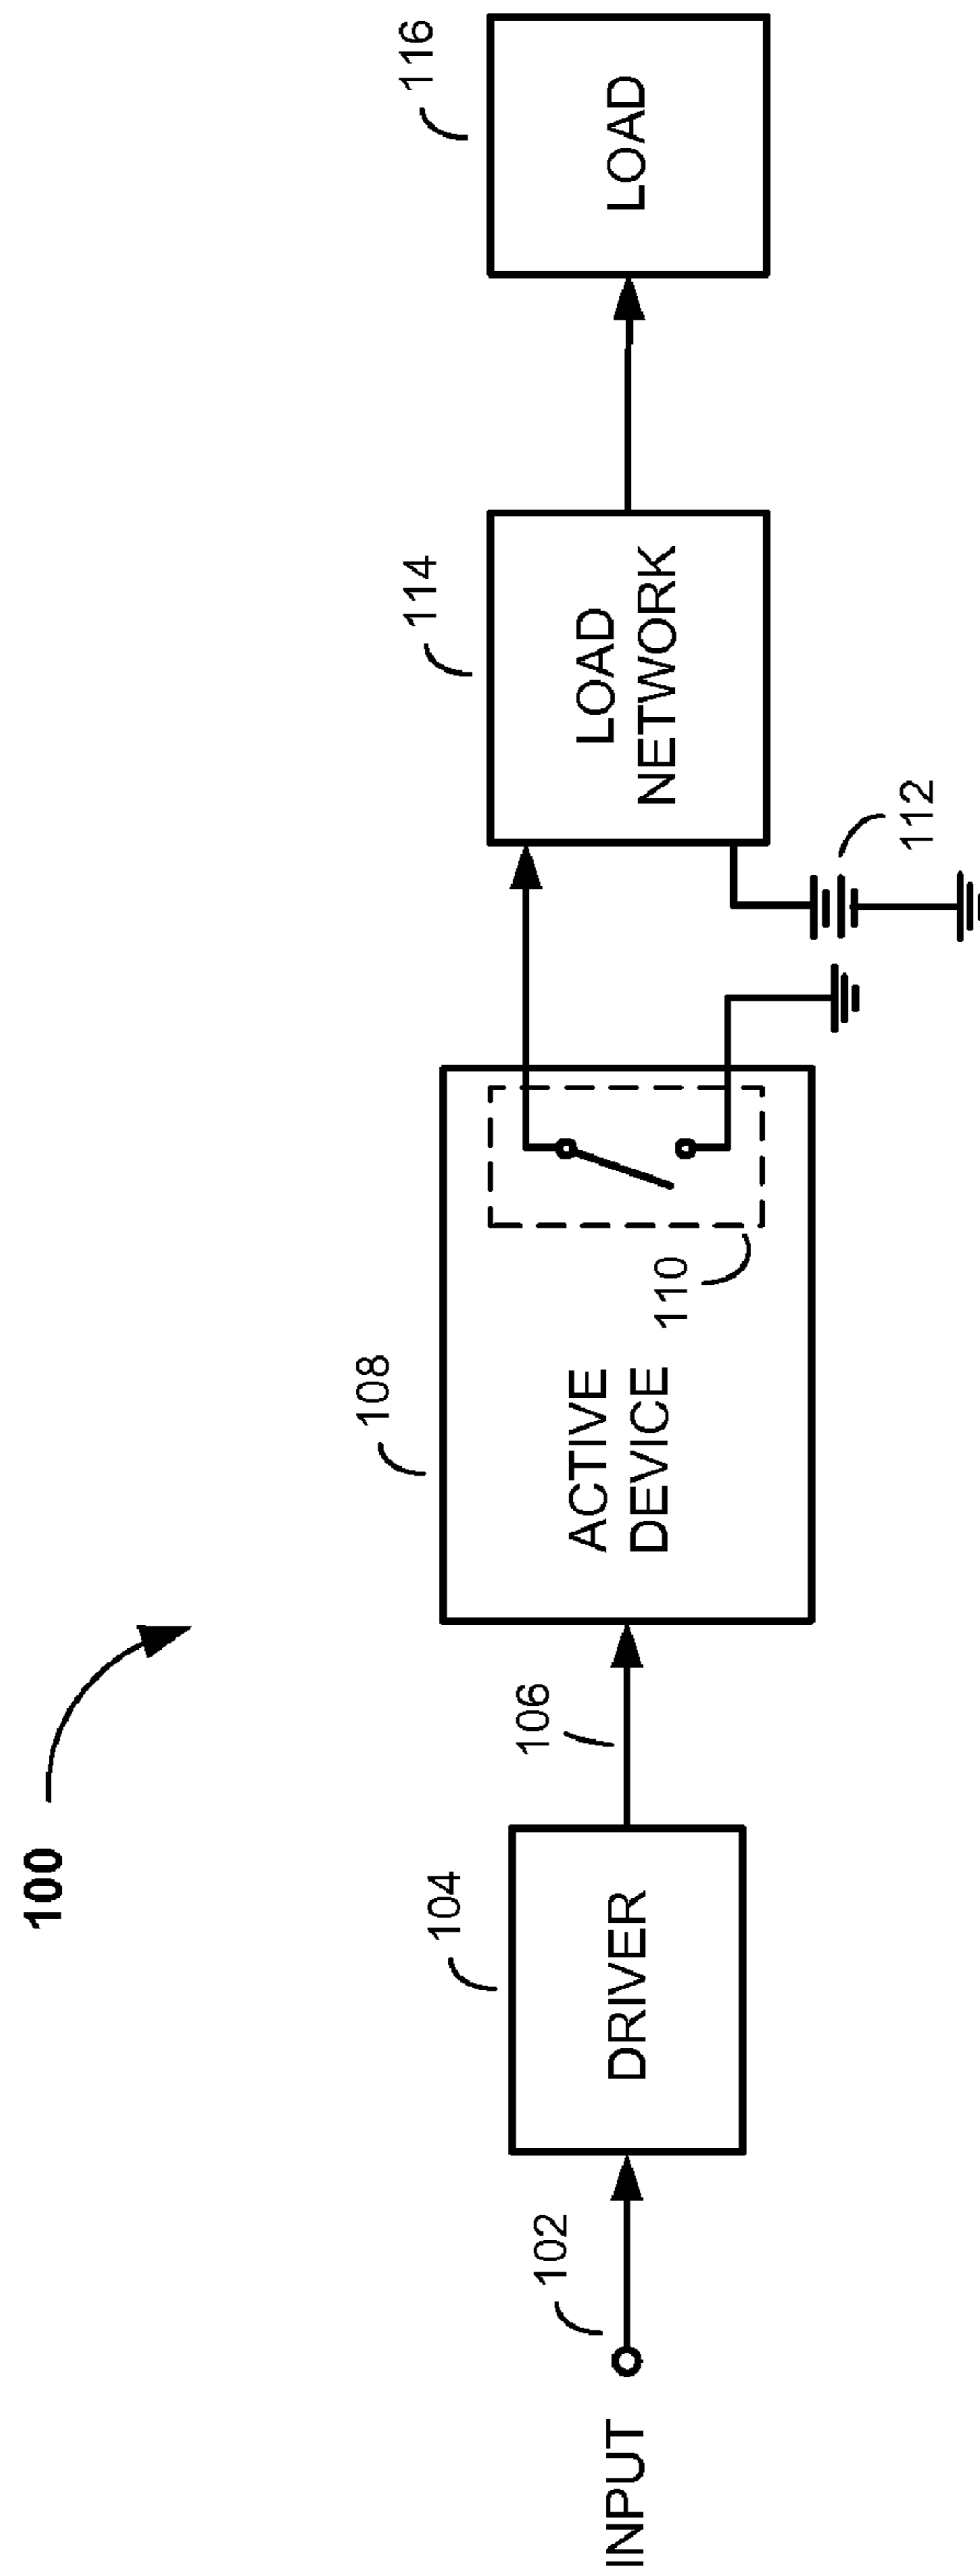 100
INPUT
102
104
DRIVER
106
108
ACTIVE
DEVICE
110
112
114
LOAD
NETWORK
116
LOAD